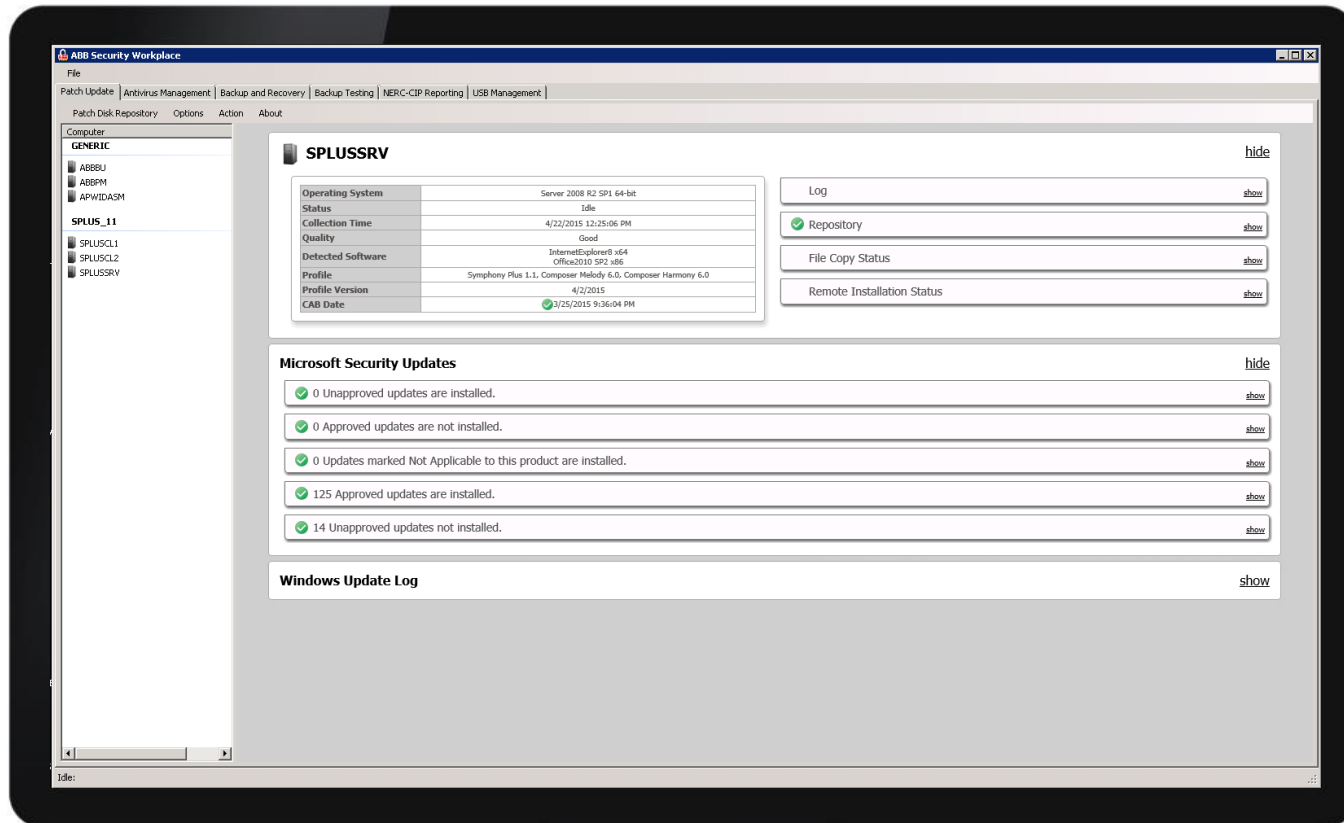 ABB Security Workplace
File
Patch Update Antivirus Management Backup and Recovery Backup Testing NERC-CIP Reporting USB Management
Patch Disk Repository Options Action About
Computer
GENERIC
ABBBU
ABBPM
APWIDASM
SPLUS_11
SPLUSCL1
SPLUSCL2
SPLUSSRV
SPLUSSRV hide
Operating System Server 2008 R2 SP1 64-bit
Status Idle
Collection Time 4/22/2015 12:25:06 PM
Quality Good
Detected Software InternetExplorer8 x64
Office2010 SP2 x86
Profile Symphony Plus 1.1, Composer Melody 6.0, Composer Harmony 6.0
Profile Version 4/2/2015
CAB Date 3/25/2015 9:36:04 PM
Log show
Repository show
File Copy Status show
Remote Installation Status show
Microsoft Security Updates hide
0 Unapproved updates are installed. show
0 Approved updates are not installed. show
0 Updates marked Not Applicable to this product are installed. show
125 Approved updates are installed. show
14 Unapproved updates not installed. show
Windows Update Log show
Idle: